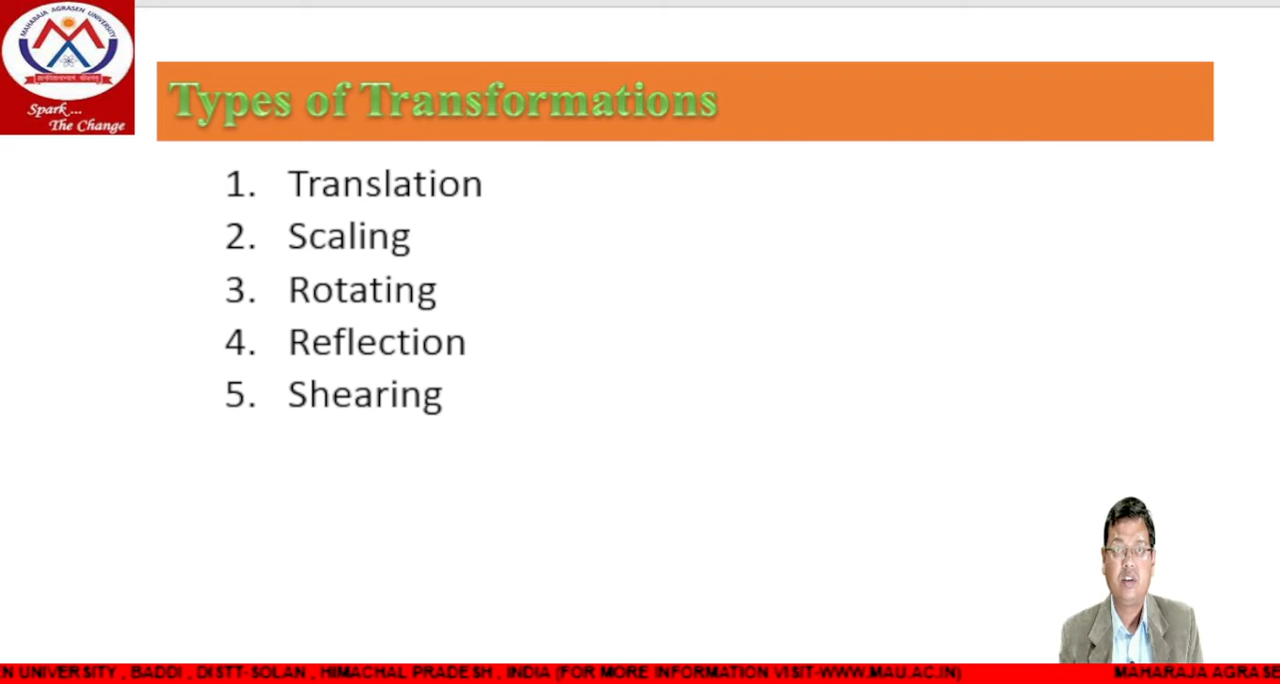 MAHARAJA AGRASEN UNIVERSITY
Spark...
The Change
Types of Transformations
1. Translation
2. Scaling
3. Rotating
4. Reflection
5. Shearing
N UNIVERSITY , BADDI , DISTT-SOLAN , HIMACHAL PRADESH , INDIA (FOR MORE INFORMATION VISIT-WWW.MAU.AC.IN) MAHARAJA AGRASE